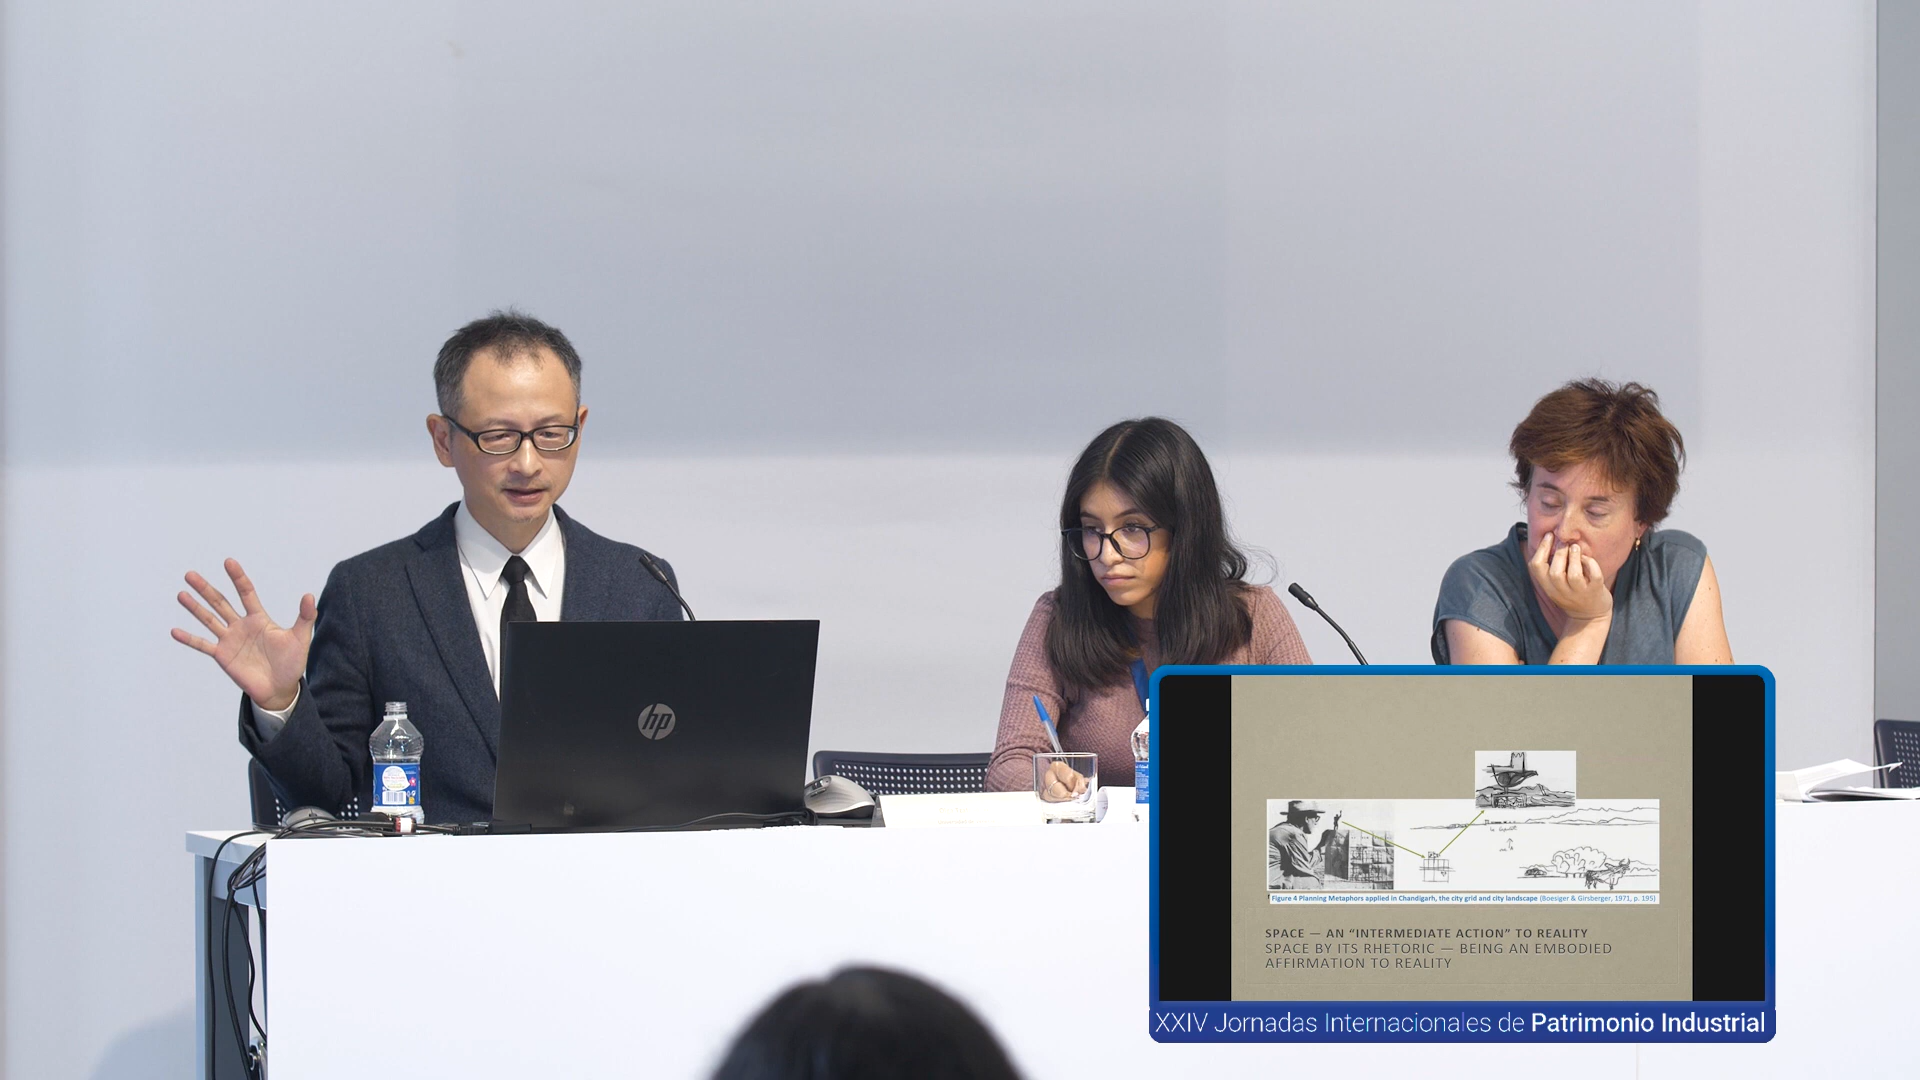 hp
Figure 4 Planning Metaphors applied in Chandigarh, the city grid and city landscape (Boesiger & Girsberger, 1971, p. 195)
SPACE — AN “INTERMEDIATE ACTION” TO REALITY
SPACE BY ITS RHETORIC — BEING AN EMBODIED
AFFIRMATION TO REALITY
XXIV Jornadas Internacionales de Patrimonio Industrial